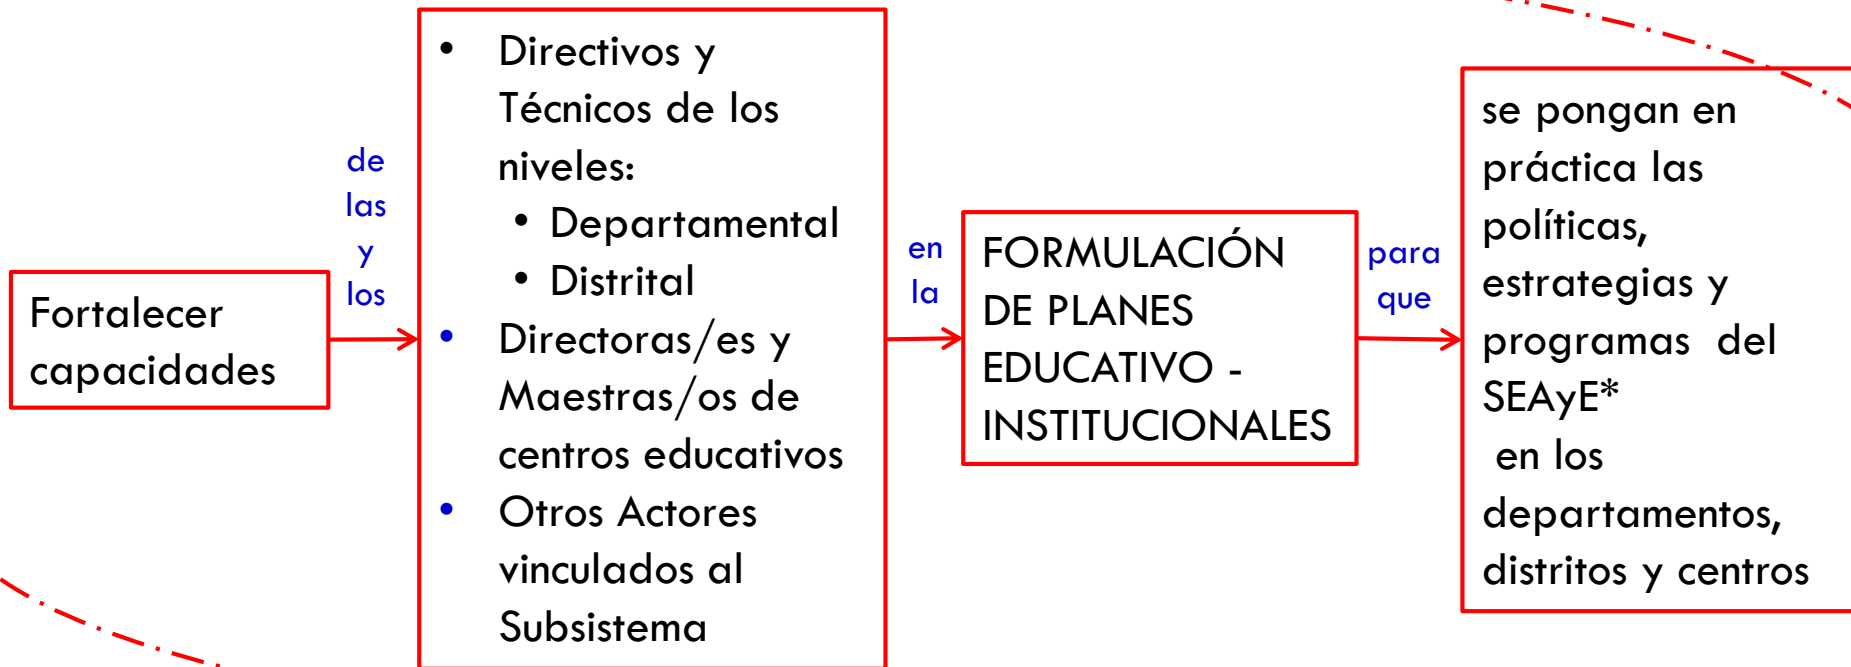 Fortalecer
capacidades
de
las
y
los
• Directivos y
Técnicos de los
niveles:
• Departamental
• Distrital
• Directoras/es y
Maestras/os de
centros educativos
• Otros Actores
vinculados al
Subsistema
en
la
FORMULACIÓN
DE PLANES
EDUCATIVO -
INSTITUCIONALES
para
que
se pongan en
práctica las
políticas,
estrategias y
programas del
SEAyE*
en los
departamentos,
distritos y centros